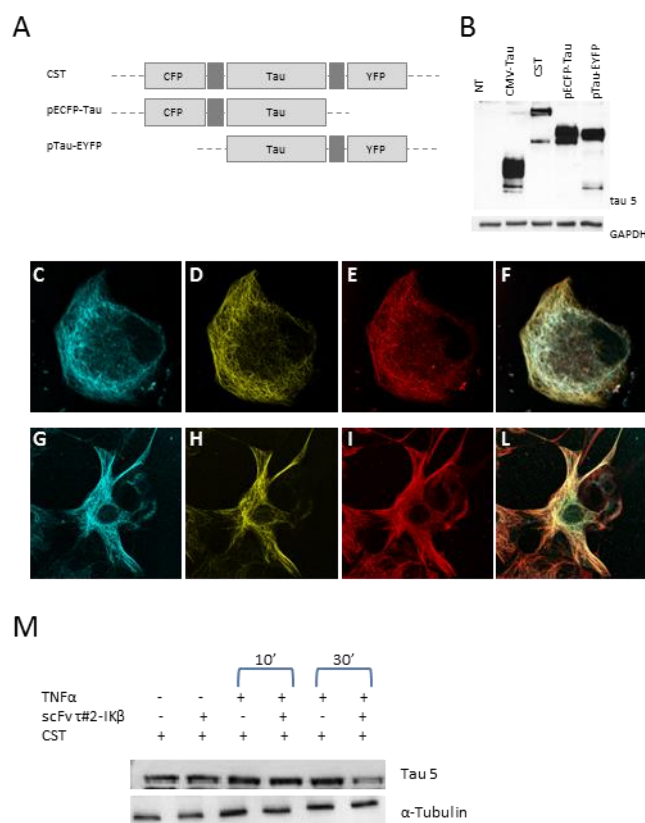 A
B
CST
CFP
Tau
YFP
pECFP-Tau
CFP
Tau
pTau-EYFP
Tau
YFP
NT
CMV-Tau
CST
pECFP-Tau
pTau-EYFP
tau 5
GAPDH
C
D
E
F
G
H
I
L
M
10′ 30′
TNFα - - + + + +
scFv τ#2-IKβ - + - + - +
CST + + + + + +
Tau 5
α-Tubulin